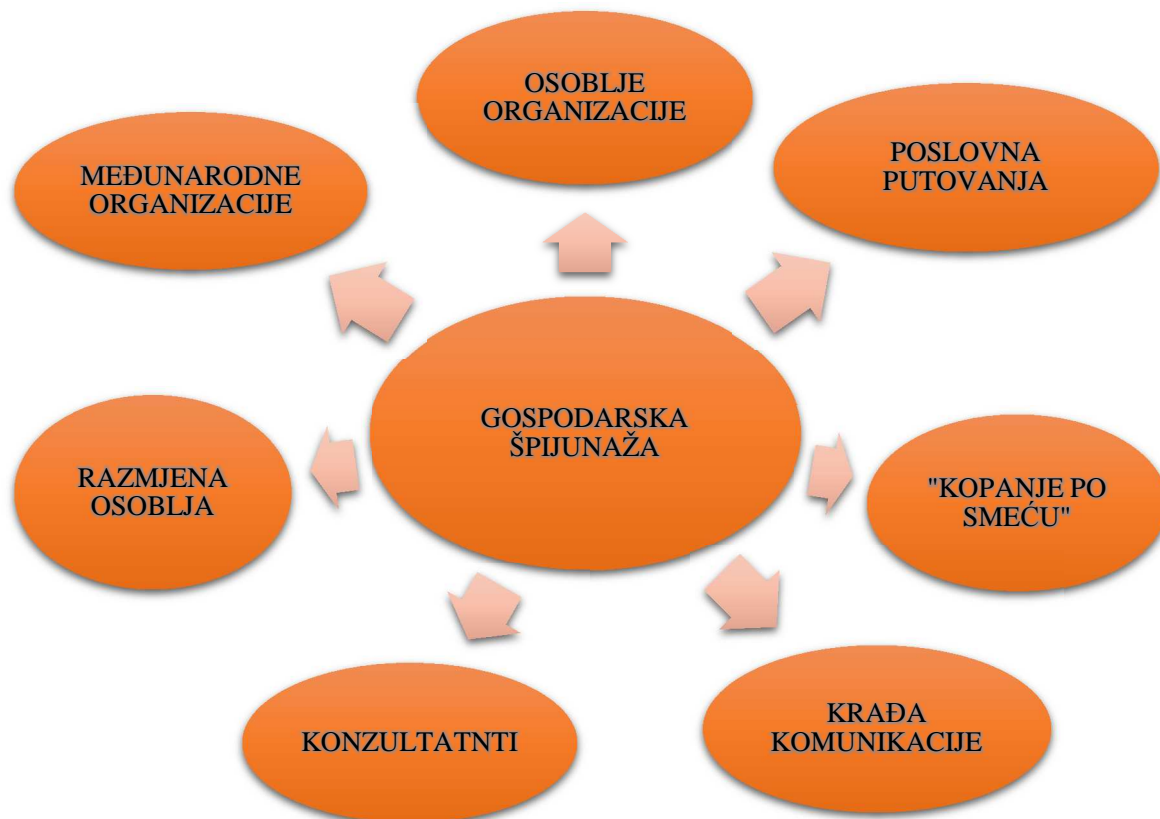 OSOBLJE
ORGANIZACIJE
POSLOVNA
PUTOVANJA
MEĐUNARODNE
ORGANIZACIJE
GOSPODARSKA
ŠPIJUNAŽA
RAZMJENA
OSOBLJA
"KOPANJE PO
SMEĆU"
KONZULTATNTI
KRAĐA
KOMUNIKACIJE